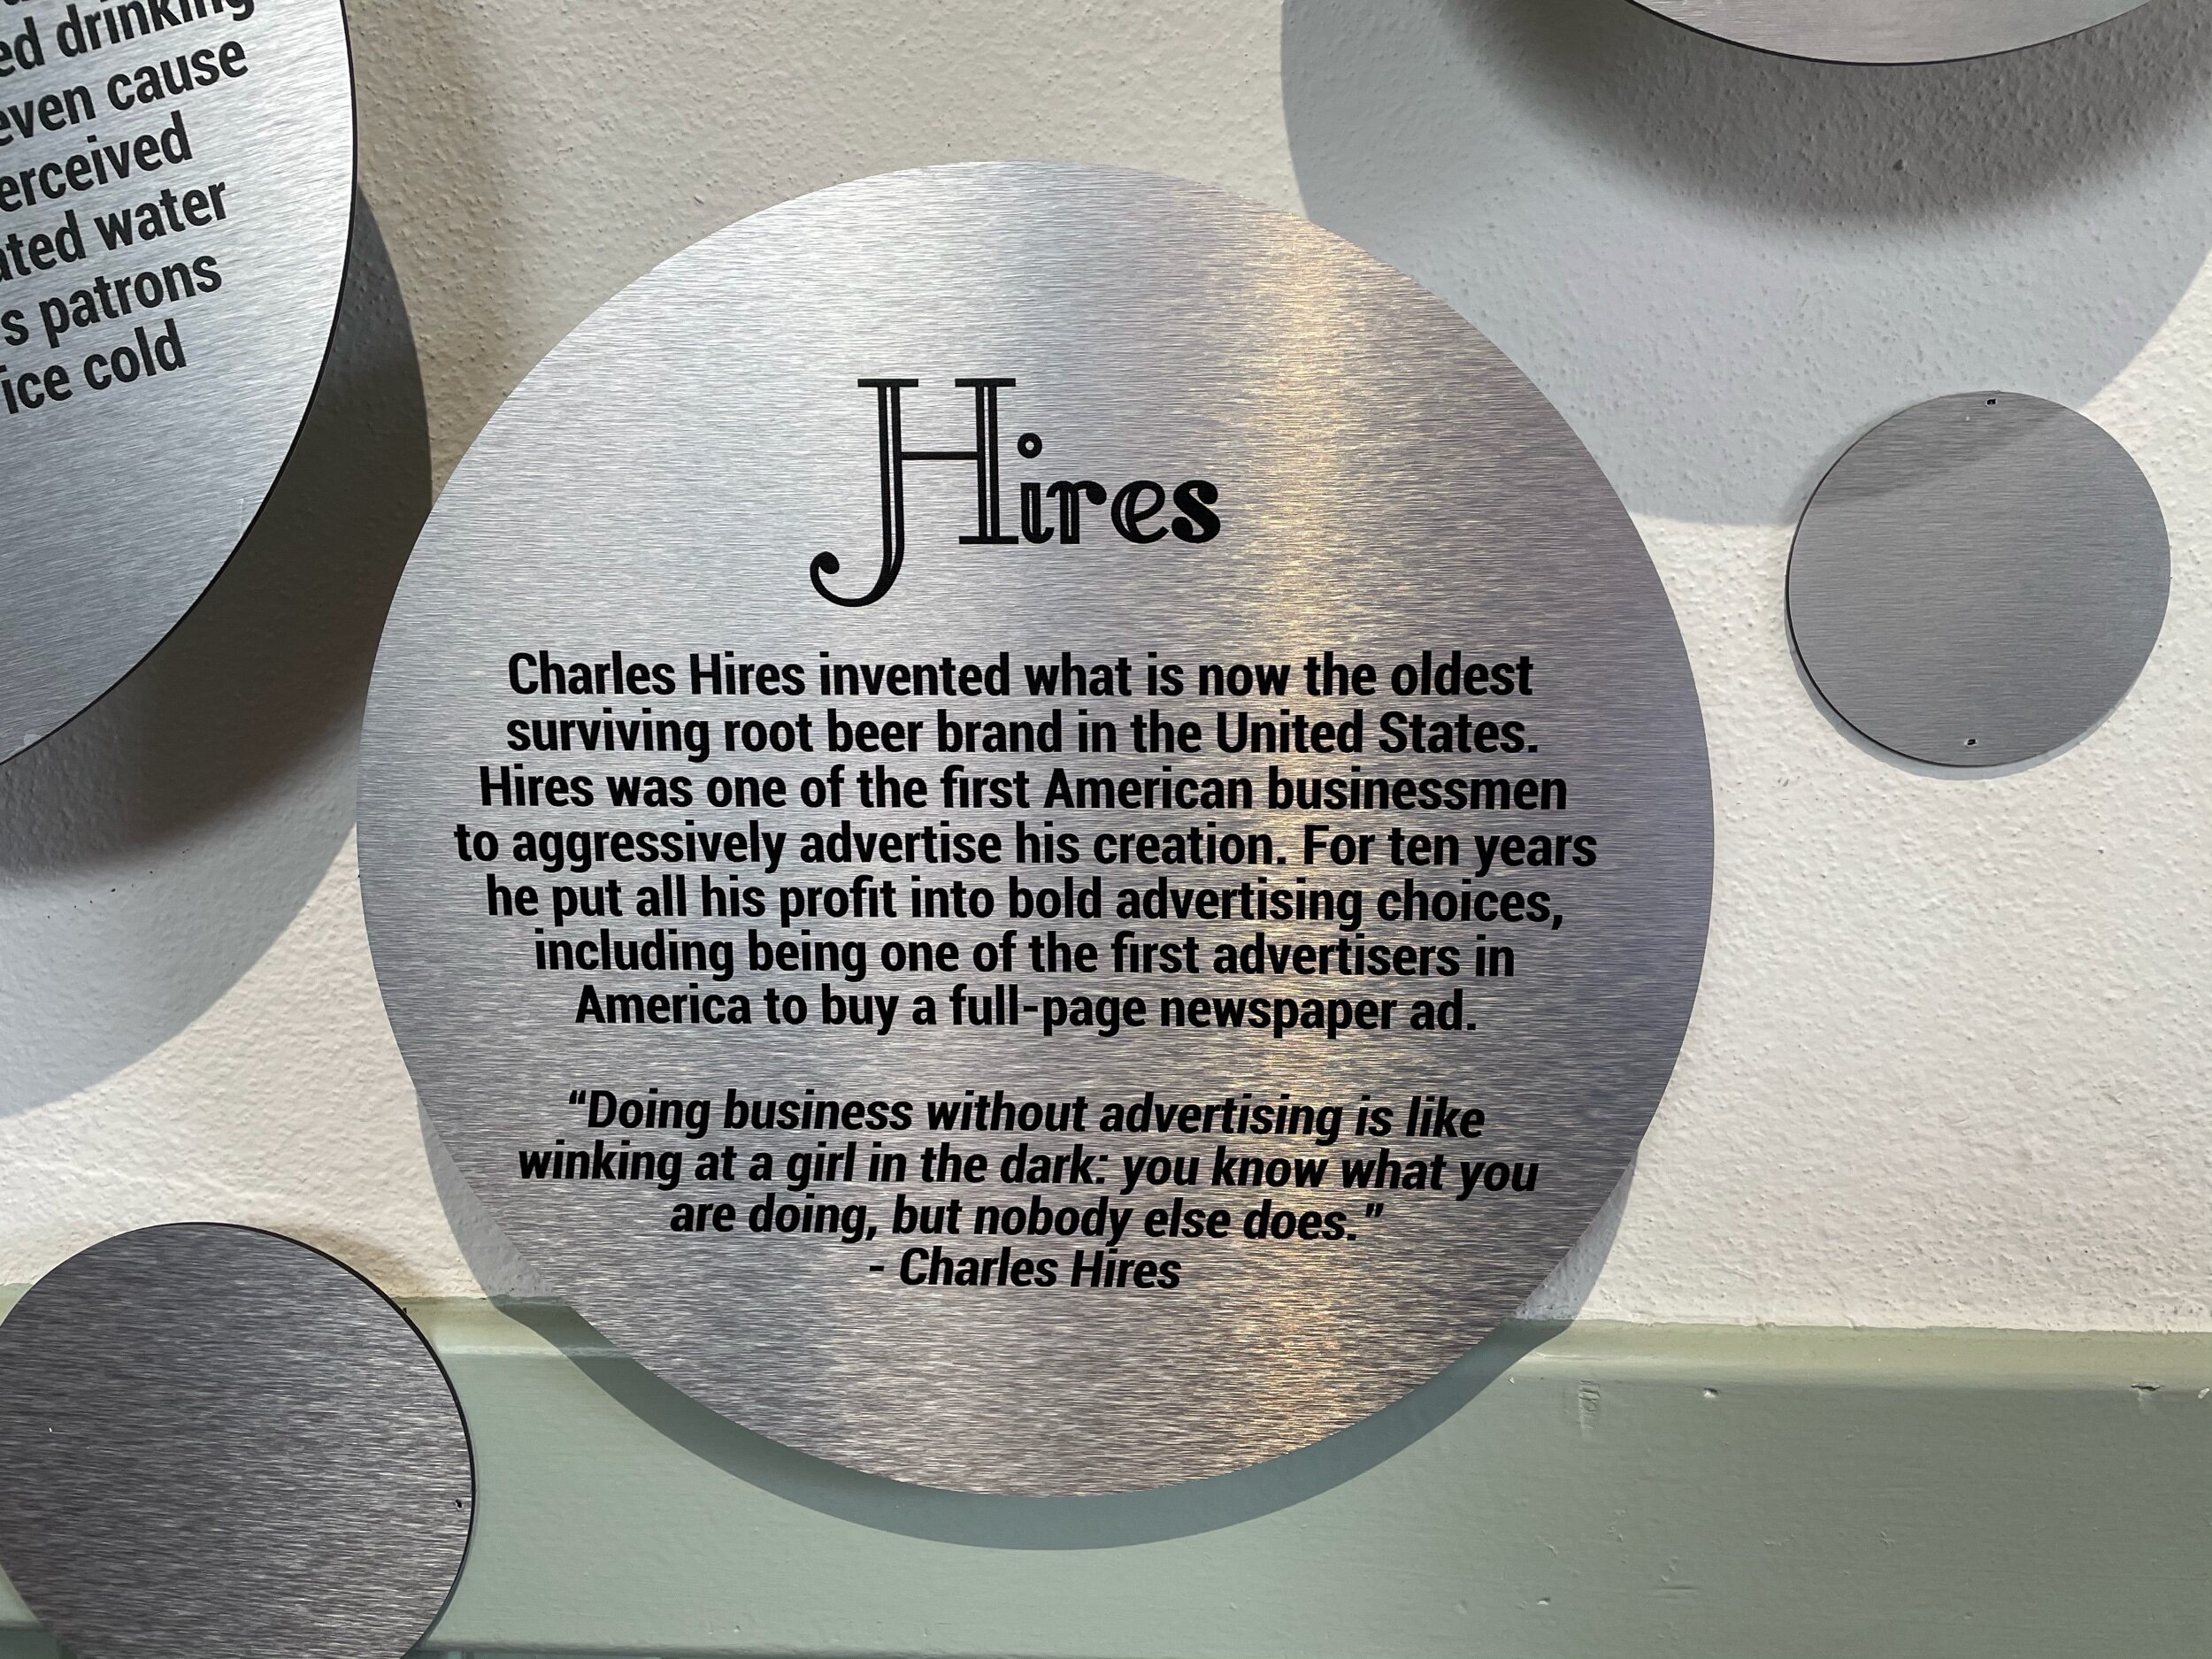 drinking
even cause
water
patrons
ice cold
Hires
Charles Hires invented what is now the oldest
surviving root beer brand in the United States.
Hires was one of the first American businessmen
to aggressively advertise his creation. For ten years
he put all his profit into bold advertising choices,
including being one of the first advertisers in
America to buy a full-page newspaper ad.
“Doing business without advertising is like
winking at a girl in the dark: you know what you
are doing, but nobody else does.”
- Charles Hires